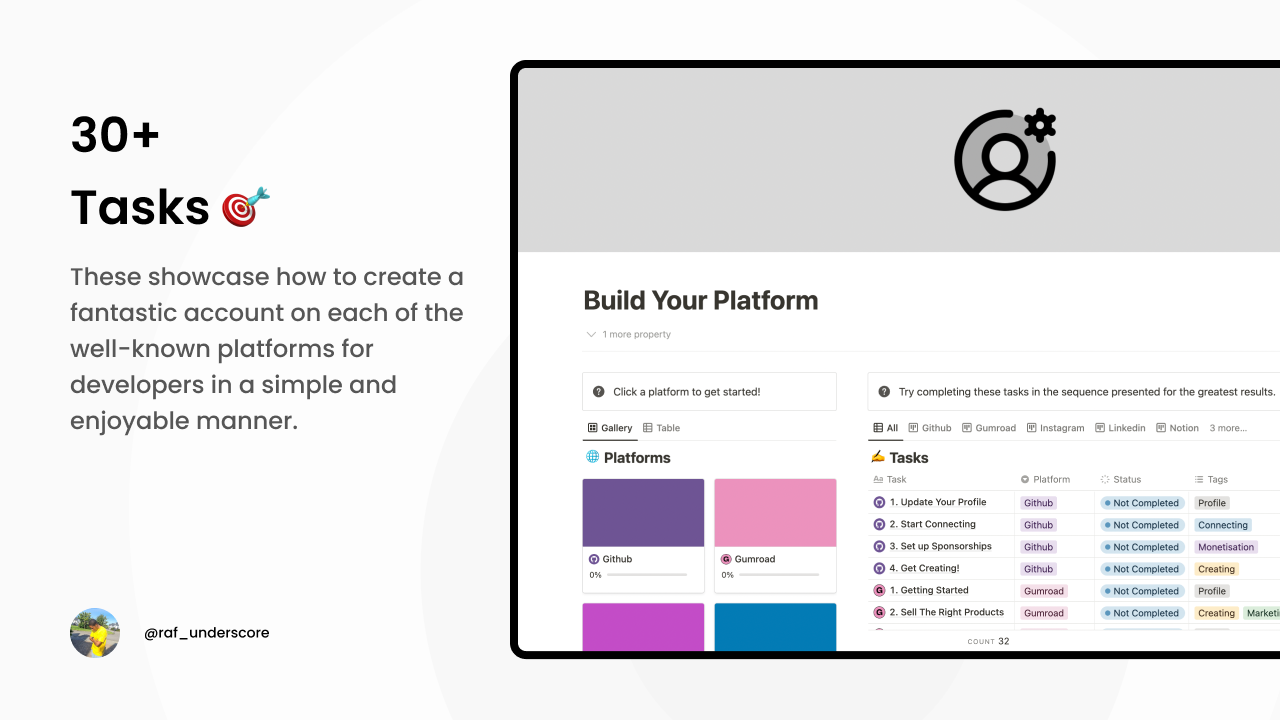 30+
Tasks 🎯
These showcase how to create a
fantastic account on each of the
well-known platforms for
developers in a simple and
enjoyable manner.
@raf_underscore
Build Your Platform
1 more property
Click a platform to get started!
Gallery Table
🌐 Platforms
Github
0%
Gumroad
0%
Try completing these tasks in the sequence presented for the greatest results.
All Github Gumroad Instagram Linkedin Notion 3 more...
✍️ Tasks
Aa Task Platform Status Tags
1. Update Your Profile Github Not Completed Profile
2. Start Connecting Github Not Completed Connecting
3. Set up Sponsorships Github Not Completed Monetisation
4. Get Creating! Github Not Completed Creating
1. Getting Started Gumroad Not Completed Profile
2. Sell The Right Products Gumroad Not Completed Creating Marketi
COUNT 32